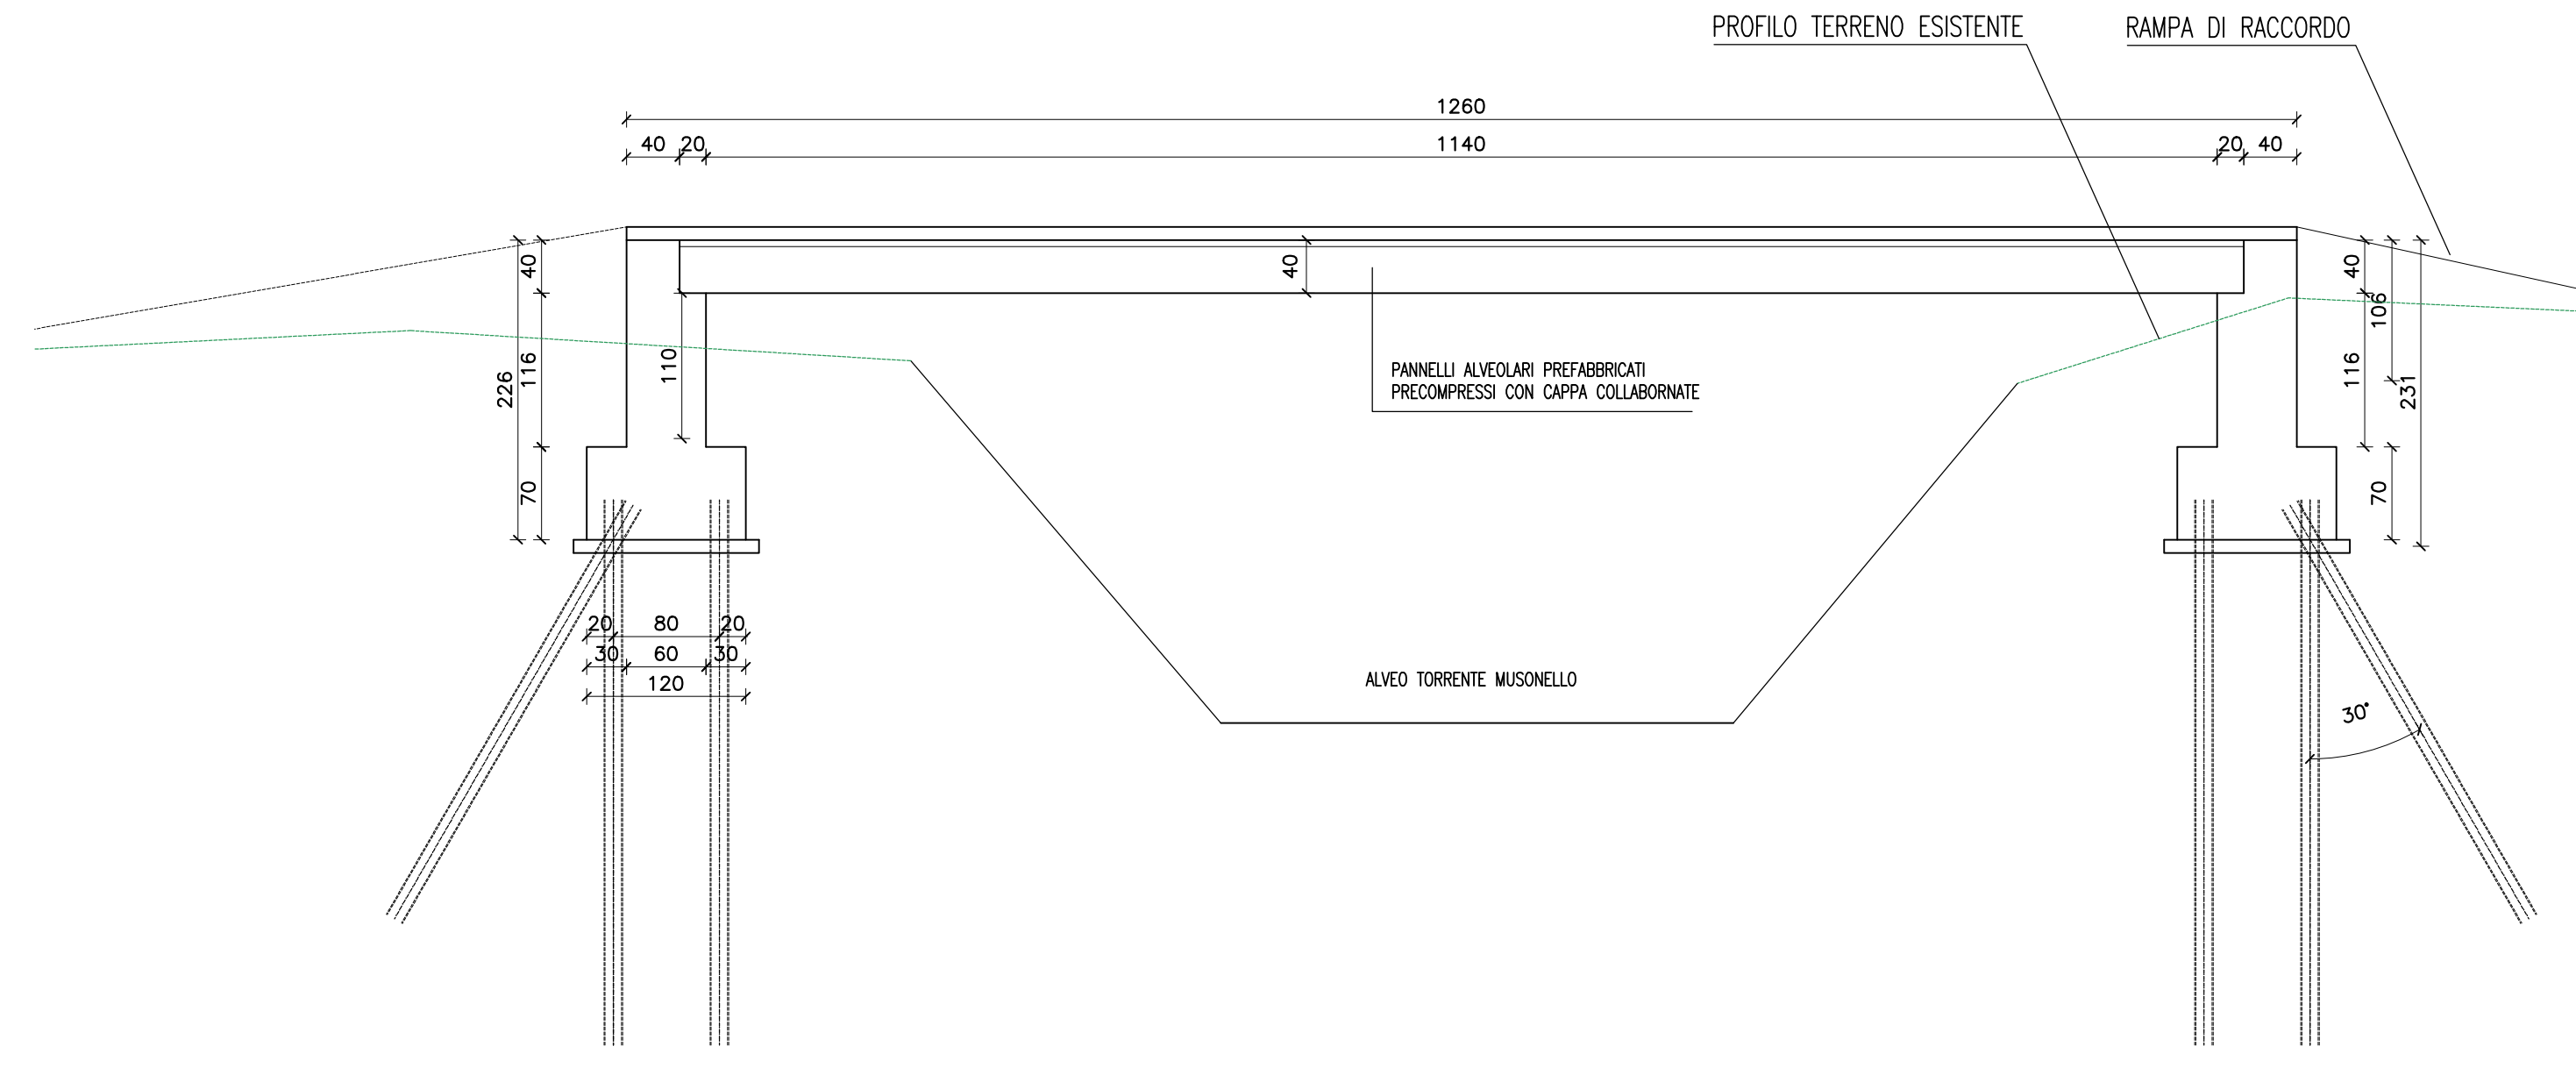 PROFILO TERRENO ESISTENTE
RAMPA DI RACCORDO
1260
40 20 1140 20 40
40
116
226
70
110
40
PANNELLI ALVEOLARI PREFABBRICATI
PRECOMPRESSI CON CAPPA COLLABORNATE
40
106
116
231
70
20 80 20
30 60 30
120
ALVEO TORRENTE MUSONELLO
30°